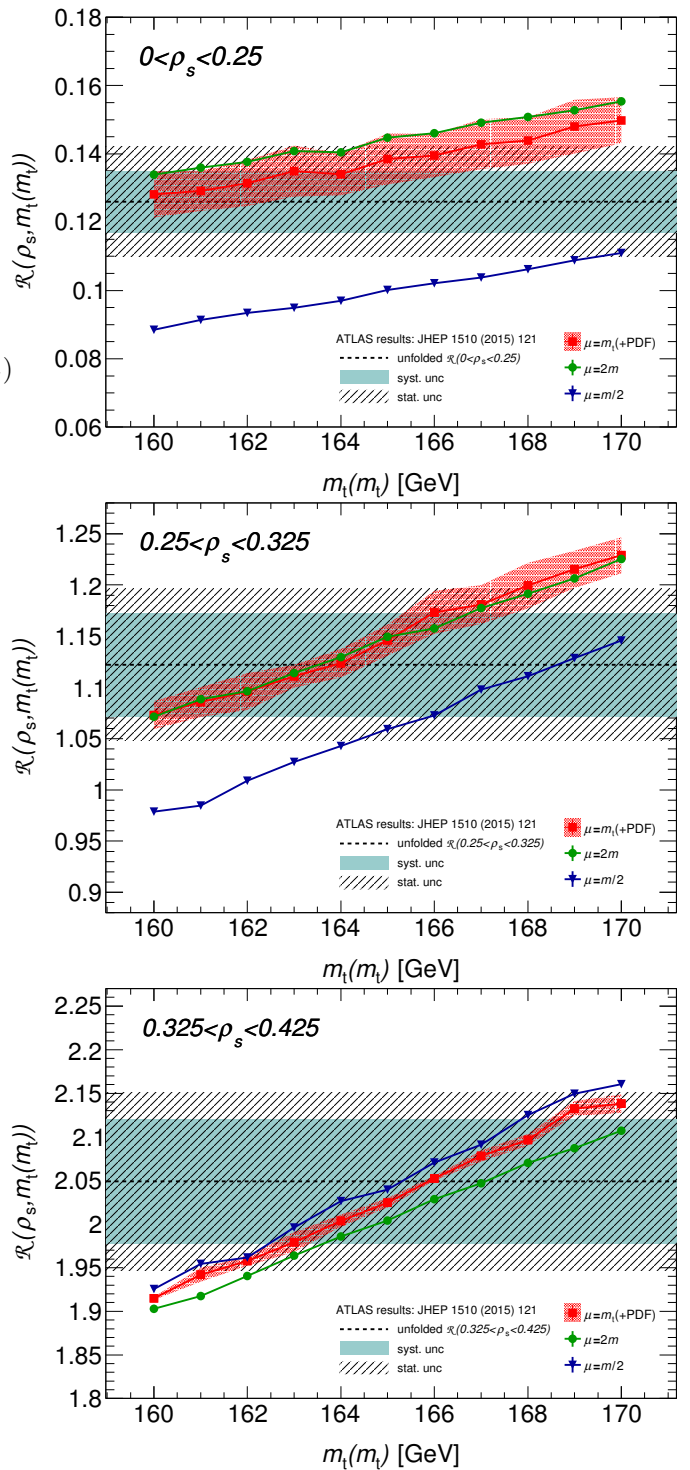 0.18
0<ρs<0.25
0.16
0.14
0.12
0.1
0.08
0.06
ℛ(ρs, mt(mt))
)
ATLAS results: JHEP 1510 (2015) 121
unfolded ℛ(0<ρs<0.25)
syst. unc
stat. unc
μ=mt(+PDF)
μ=2m
μ=m/2
160 162 164 166 168 170
mt(mt) [GeV]
0.25<ρs<0.325
1.25
1.2
1.15
1.1
1.05
1
0.95
0.9
ℛ(ρs, mt(mt))
ATLAS results: JHEP 1510 (2015) 121
unfolded ℛ(0.25<ρs<0.325)
syst. unc
stat. unc
μ=mt(+PDF)
μ=2m
μ=m/2
160 162 164 166 168 170
mt(mt) [GeV]
0.325<ρs<0.425
2.25
2.2
2.15
2.1
2.05
2
1.95
1.9
1.85
1.8
ℛ(ρs, mt(mt))
ATLAS results: JHEP 1510 (2015) 121
unfolded ℛ(0.325<ρs<0.425)
syst. unc
stat. unc
μ=mt(+PDF)
μ=2m
μ=m/2
160 162 164 166 168 170
mt(mt) [GeV]